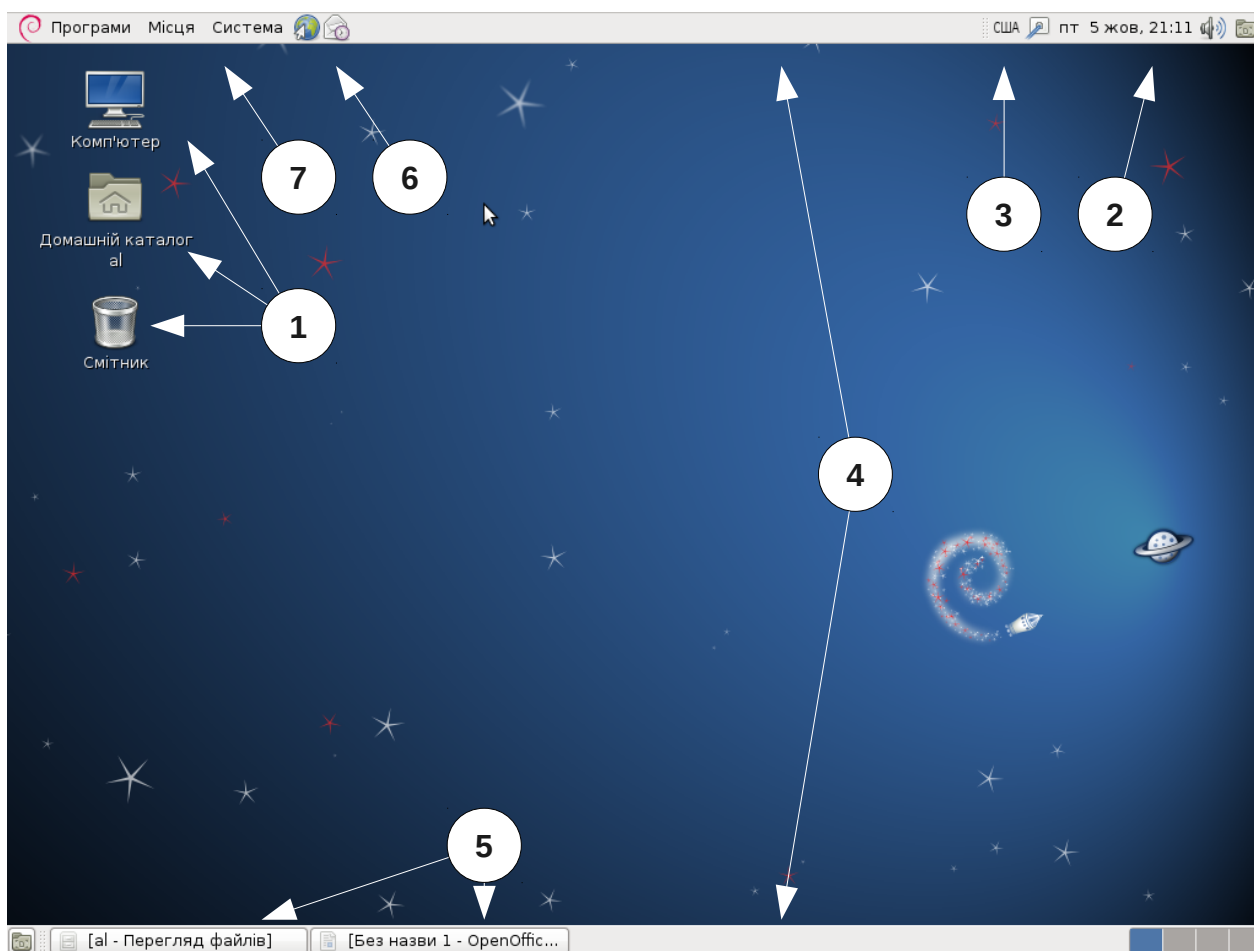 Програми Місця Система США пт 5 жов, 21:11
Комп'ютер
7 6
3 2
Домашній каталог
al
1
Смітник
4
5
[al - Перегляд файлів] [Без назви 1 - OpenOffic...